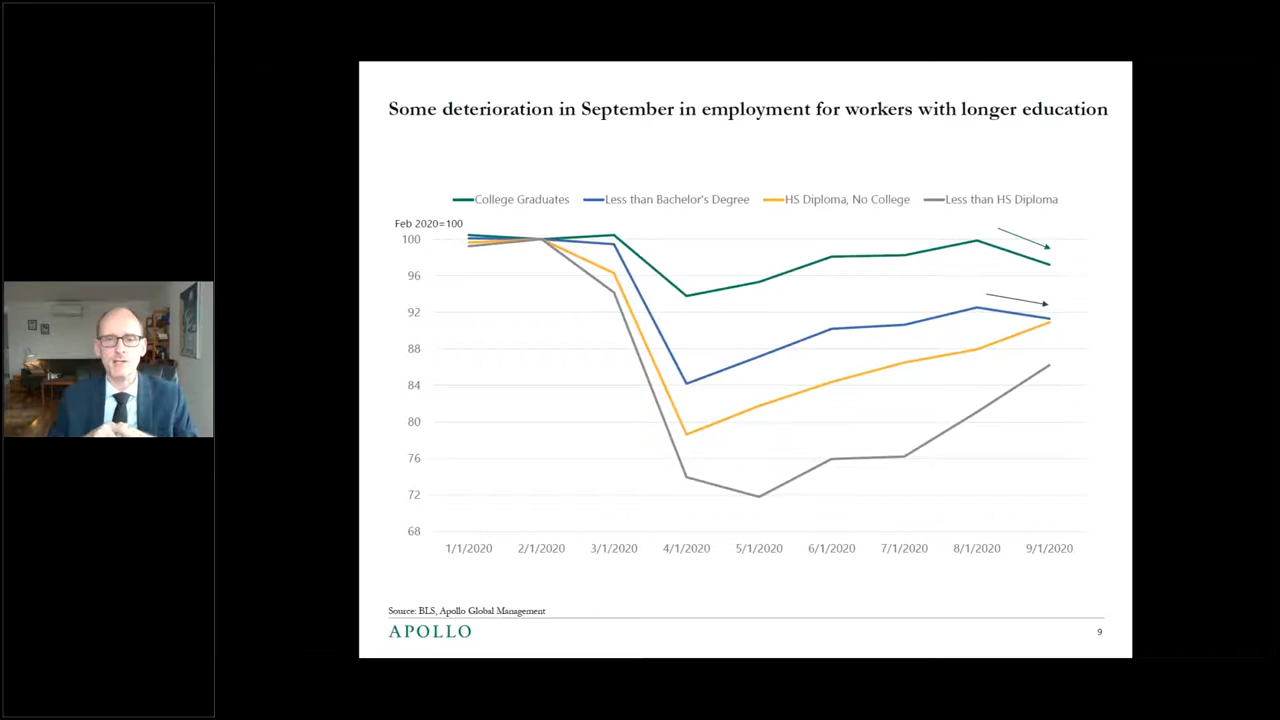 Some deterioration in September in employment for workers with longer education
College Graduates Less than Bachelor's Degree HS Diploma, No College Less than HS Diploma
Feb 2020=100
100
96
92
88
84
80
76
72
68
1/1/2020 2/1/2020 3/1/2020 4/1/2020 5/1/2020 6/1/2020 7/1/2020 8/1/2020 9/1/2020
Source: BLS, Apollo Global Management
APOLLO 9